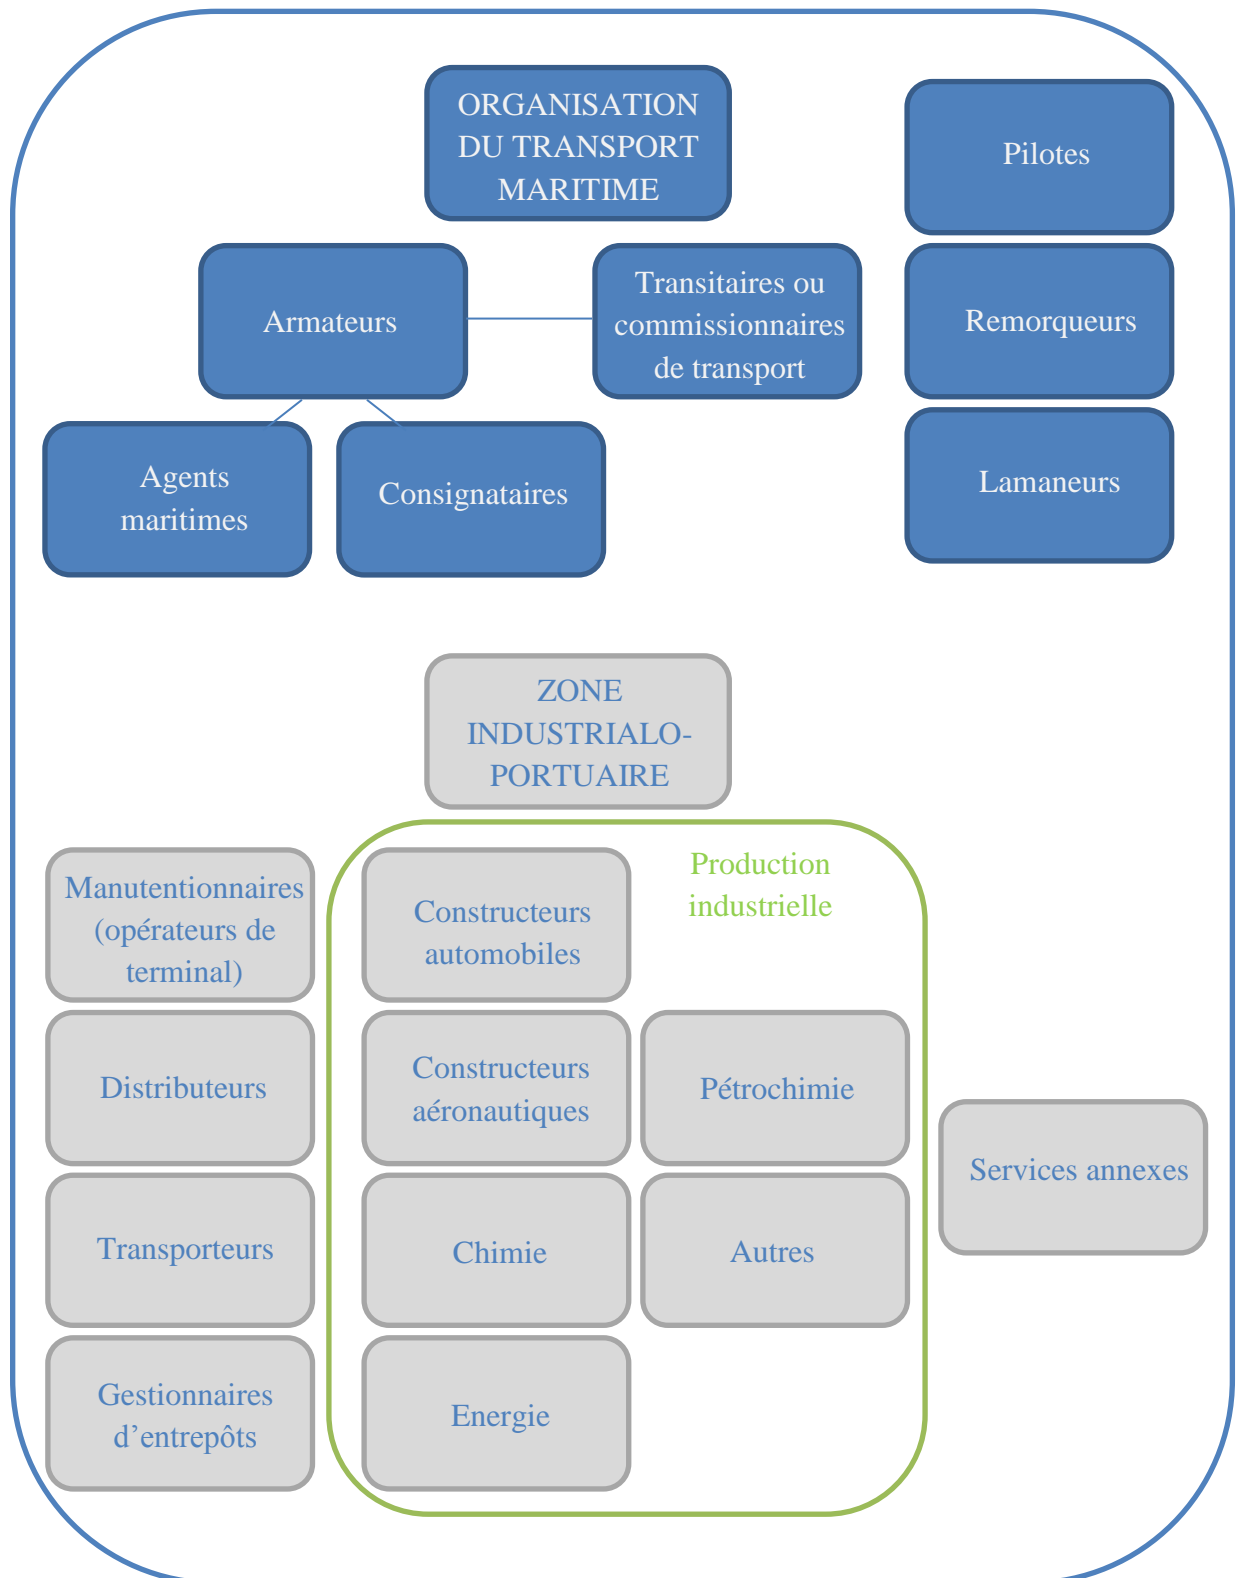 ORGANISATION
DU TRANSPORT
MARITIME
Pilotes
Armateurs
Transitaires ou
commissionnaires
de transport
Remorqueurs
Agents
maritimes
Consignataires
Lamaneurs
ZONE
INDUSTRIALO-
PORTUAIRE
Manutentionnaires
(opérateurs de
terminal)
Constructeurs
automobiles
Production
industrielle
Distributeurs
Constructeurs
aéronautiques
Pétrochimie
Services annexes
Transporteurs
Chimie
Autres
Gestionnaires
d’entrepôts
Energie